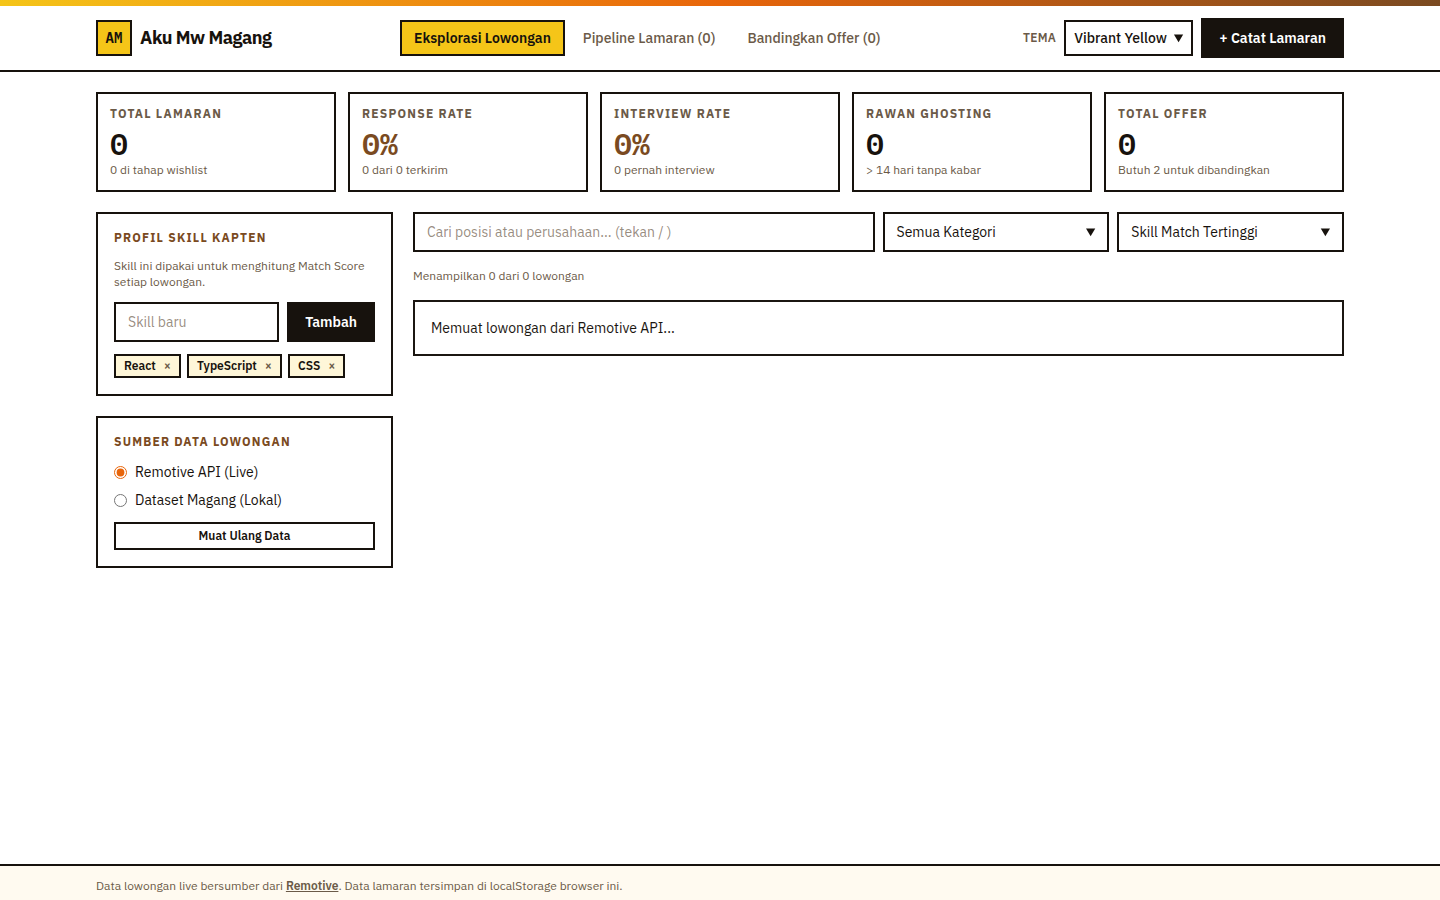 AM Aku Mw Magang Eksplorasi Lowongan Pipeline Lamaran (0) Bandingkan Offer (0) TEMA Vibrant Yellow ▼ + Catat Lamaran
TOTAL LAMARAN
0
0 di tahap wishlist
RESPONSE RATE
0%
0 dari 0 terkirim
INTERVIEW RATE
0%
0 pernah interview
RAWAN GHOSTING
0
> 14 hari tanpa kabar
TOTAL OFFER
0
Butuh 2 untuk dibandingkan
PROFIL SKILL KAPTEN
Skill ini dipakai untuk menghitung Match Score
setiap lowongan.
Skill baru Tambah
React × TypeScript × CSS ×
SUMBER DATA LOWONGAN
Remotive API (Live)
Dataset Magang (Lokal)
Muat Ulang Data
Cari posisi atau perusahaan... (tekan / ) Semua Kategori ▼ Skill Match Tertinggi ▼
Menampilkan 0 dari 0 lowongan
Memuat lowongan dari Remotive API...
Data lowongan live bersumber dari Remotive. Data lamaran tersimpan di localStorage browser ini.